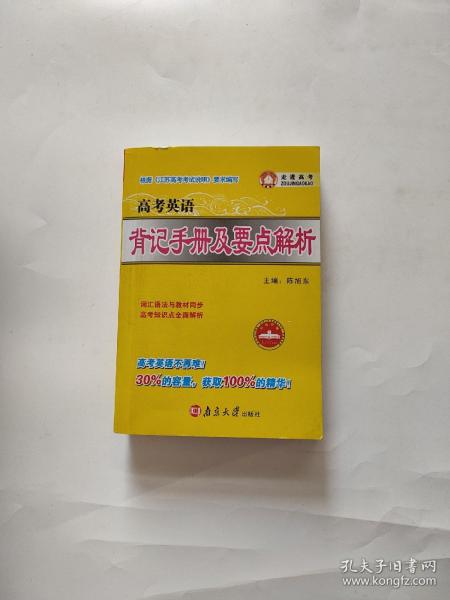 根据《江苏高考考试说明》要求编写
走进高考
ZOUJINGAOKAO
高考英语
背记手册及要点解析
主编：陈旭东
词汇语法与教材同步
高考知识点全面解析
高考英语不再难！
30%的容量，获取100%的精华！
南京大学出版社
孔夫子旧书网
www.kongfz.com